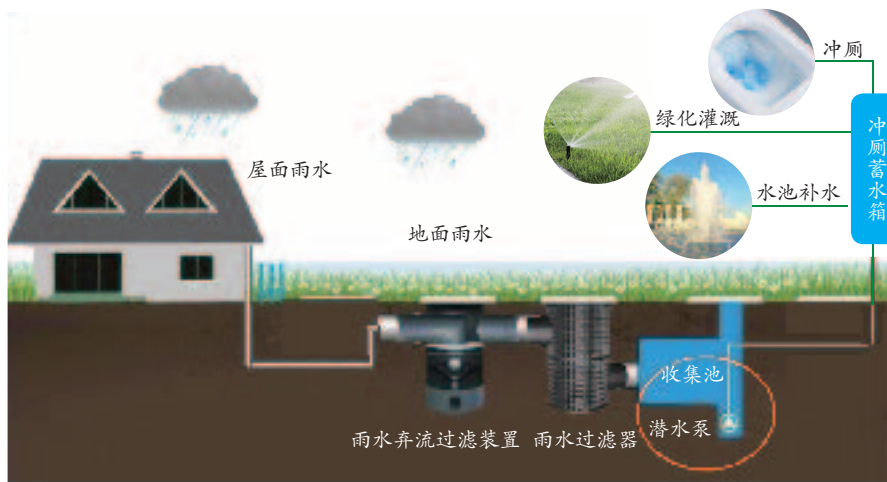 冲厕
绿化灌溉
冲厕蓄水箱
屋面雨水
水池补水
地面雨水
收集池
雨水弃流过滤装置
雨水过滤器
潜水泵